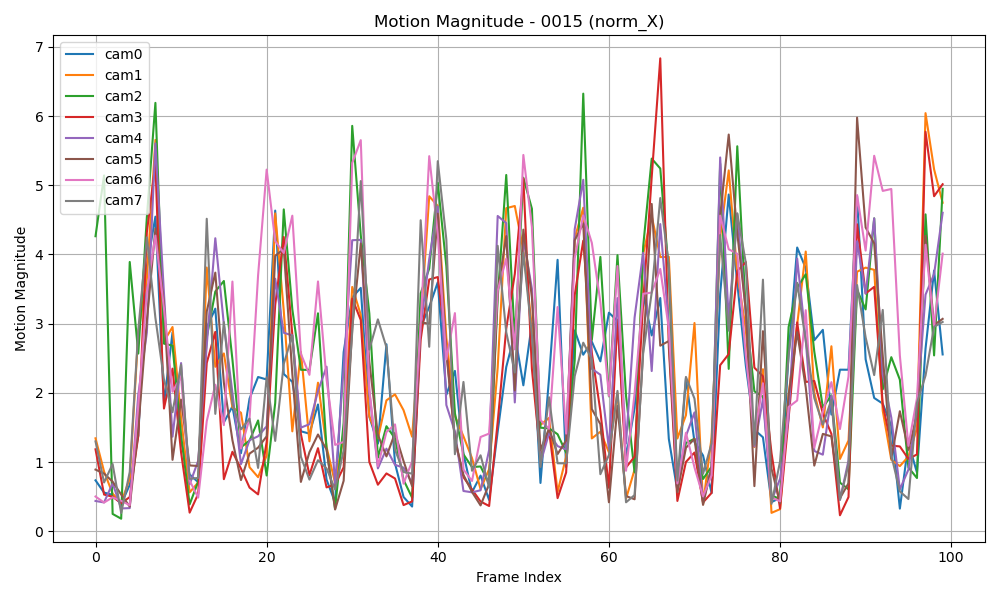 Motion Magnitude - 0015 (norm_X)
cam0
cam1
cam2
cam3
cam4
cam5
cam6
cam7
Motion Magnitude
7
6
5
4
3
2
1
0
0 20 40 60 80 100
Frame Index